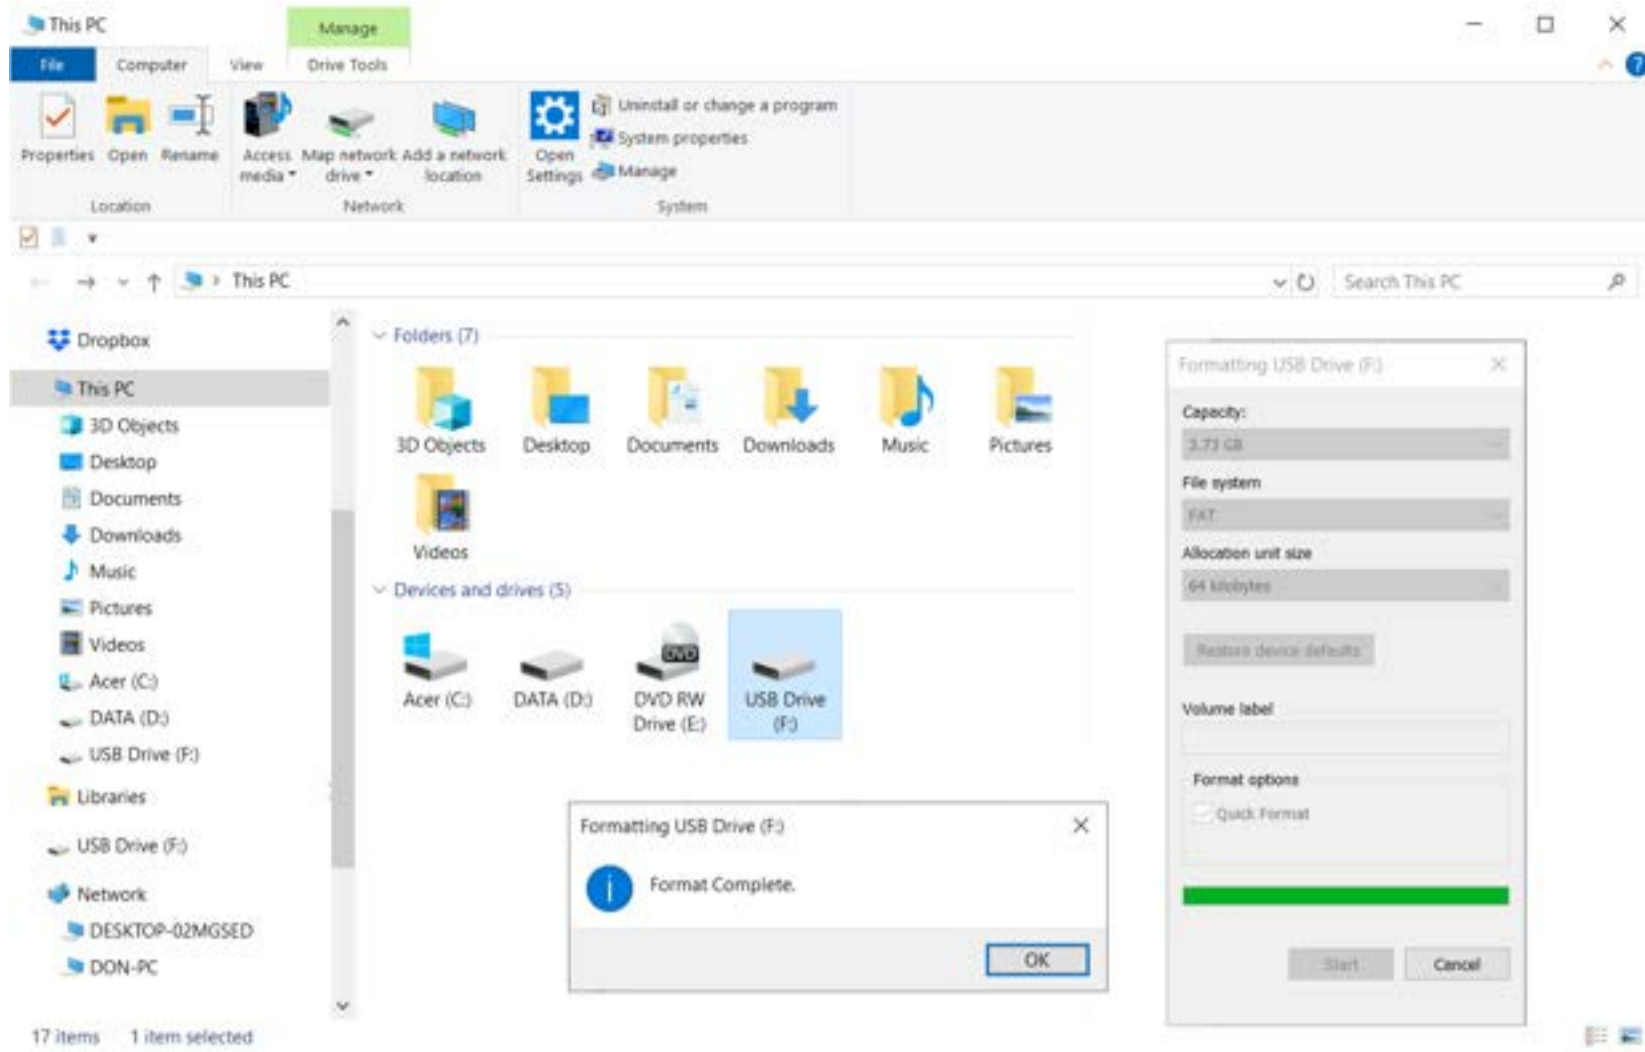 This PC
Manage
File
Computer
View
Drive Tools
Properties
Open
Rename
Access media
Map network drive
Add a network location
Open Settings
Uninstall or change a program
System properties
Manage
Location
Network
System
This PC
Search This PC
Dropbox
This PC
3D Objects
Desktop
Documents
Downloads
Music
Pictures
Videos
Acer (C:)
DATA (D:)
USB Drive (F:)
Libraries
USB Drive (F:)
Network
DESKTOP-02MGSED
DON-PC
Folders (7)
3D Objects
Desktop
Documents
Downloads
Music
Pictures
Videos
Devices and drives (5)
Acer (C:)
DATA (D:)
DVD
DVD RW
Drive (E:)
USB Drive
(F:)
Formatting USB Drive (F:)
Format Complete.
OK
Formatting USB Drive (F:)
Capacity:
3.73 GB
File system
FAT
Allocation unit size
64 kilobytes
Restore device defaults
Volume label
Format options
Quick Format
Start
Cancel
17 items
1 item selected